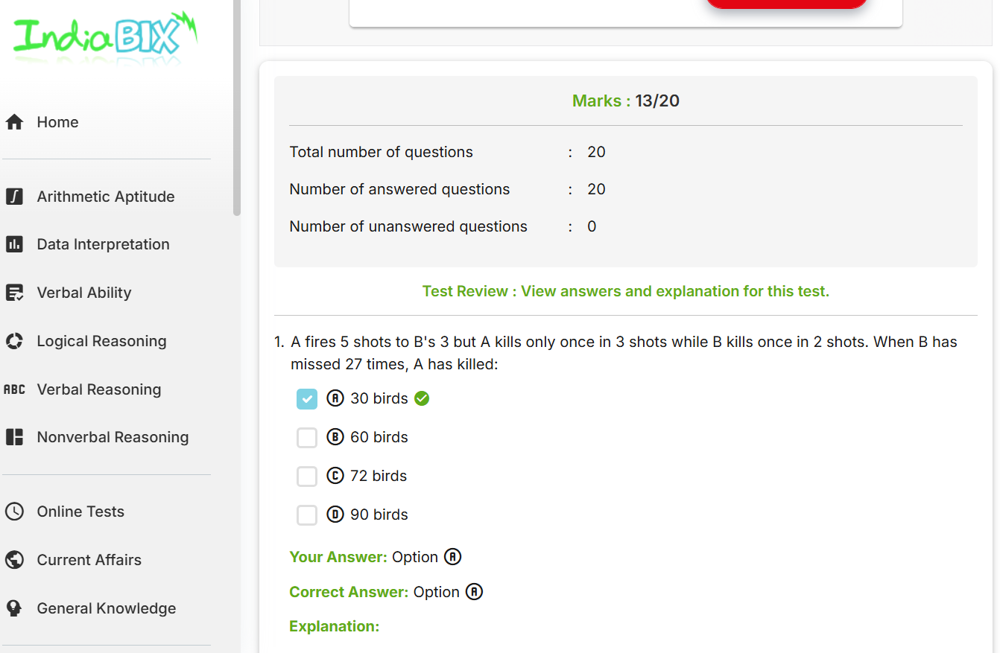 IndiaBIX
Home
Arithmetic Aptitude
Data Interpretation
Verbal Ability
Logical Reasoning
ABC Verbal Reasoning
Nonverbal Reasoning
Online Tests
Current Affairs
General Knowledge
Marks : 13/20
Total number of questions : 20
Number of answered questions : 20
Number of unanswered questions : 0
Test Review : View answers and explanation for this test.
1. A fires 5 shots to B's 3 but A kills only once in 3 shots while B kills once in 2 shots. When B has
missed 27 times, A has killed:
A 30 birds
B 60 birds
C 72 birds
D 90 birds
Your Answer: Option A
Correct Answer: Option A
Explanation: